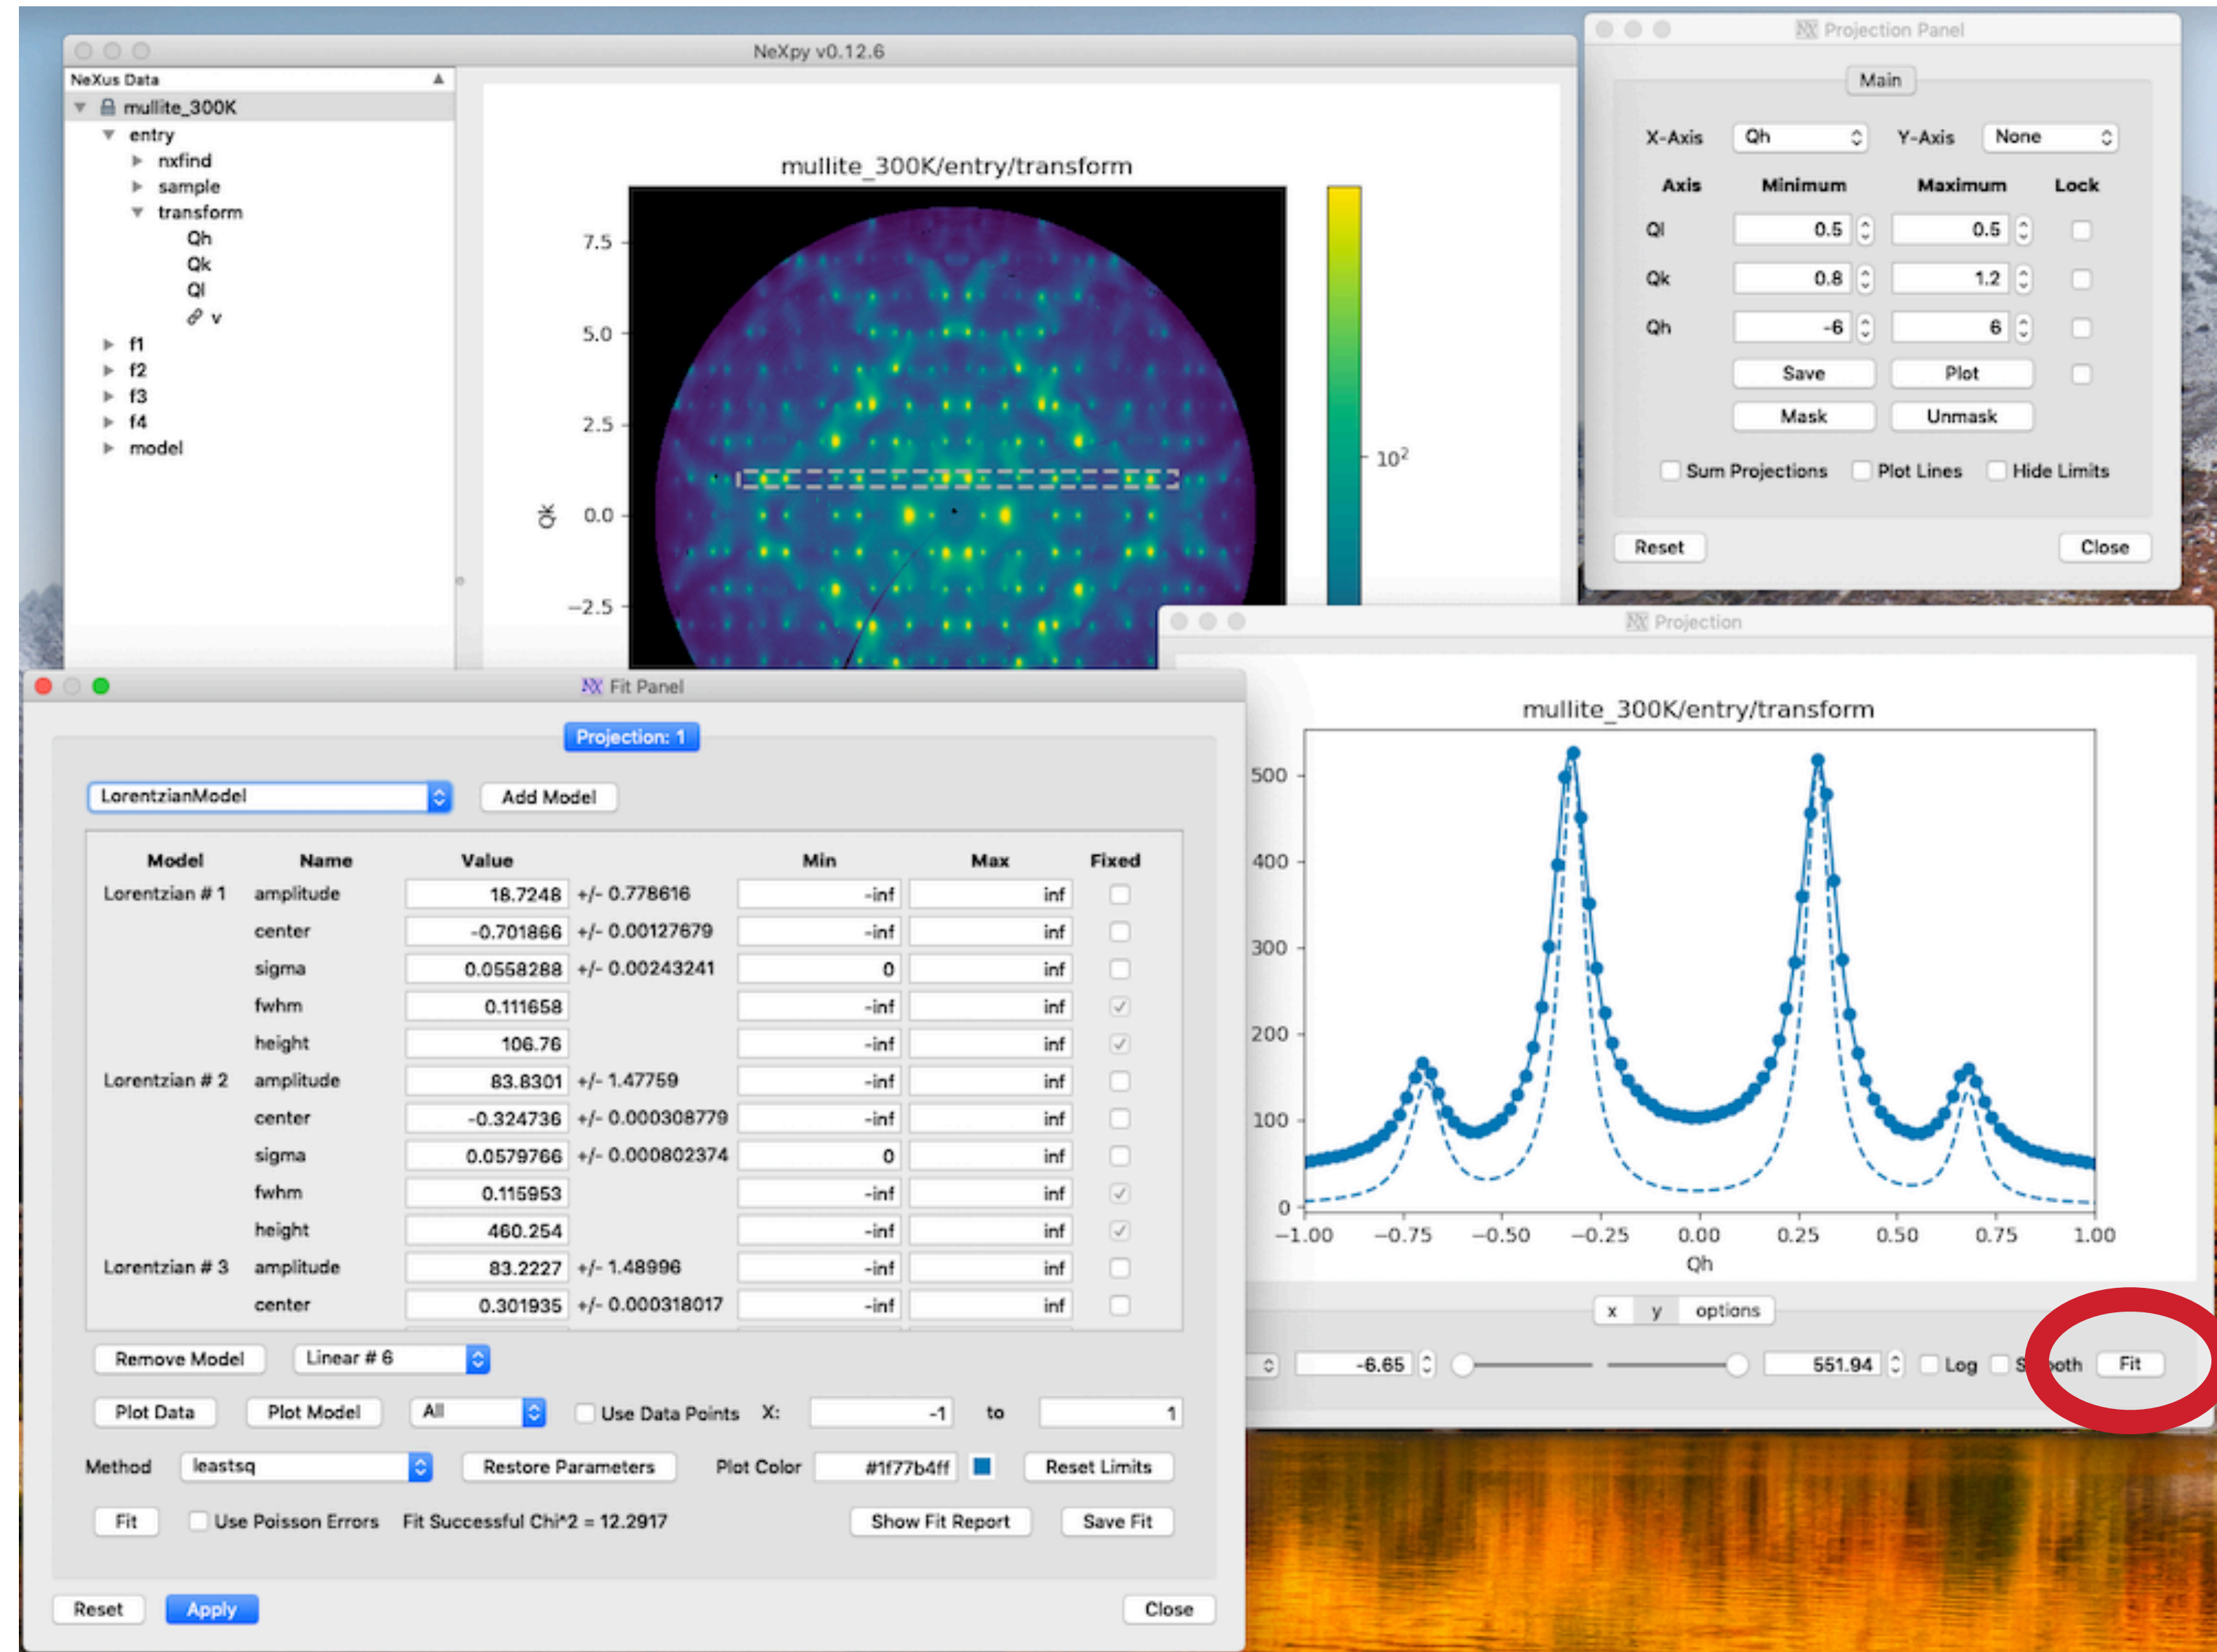 NeXpy v0.12.6
NeXus Data
mullite_300K
entry
nxfind
sample
transform
Qh
Qk
Ql
v
f1
f2
f3
f4
model
mullite_300K/entry/transform
7.5
5.0
2.5
0.0
−2.5
Qk
10²
Projection Panel
Main
X-Axis Qh Y-Axis None
Axis Minimum Maximum Lock
Ql 0.5 0.5
Qk 0.8 1.2
Qh -6 6
Save Plot
Mask Unmask
Sum Projections Plot Lines Hide Limits
Reset Close
Fit Panel
Projection: 1
LorentzianModel Add Model
Model Name Value Min Max Fixed
Lorentzian # 1 amplitude 18.7248 +/- 0.778616 -inf inf
center -0.701866 +/- 0.00127679 -inf inf
sigma 0.0558288 +/- 0.00243241 0 inf
fwhm 0.111658 -inf inf
height 106.76 -inf inf
Lorentzian # 2 amplitude 83.8301 +/- 1.47759 -inf inf
center -0.324736 +/- 0.000308779 -inf inf
sigma 0.0579766 +/- 0.000802374 0 inf
fwhm 0.115953 -inf inf
height 460.254 -inf inf
Lorentzian # 3 amplitude 83.2227 +/- 1.48996 -inf inf
center 0.301935 +/- 0.000318017 -inf inf
Remove Model Linear # 6
Plot Data Plot Model All Use Data Points X: -1 to 1
Method leastsq Restore Parameters Plot Color #1f77b4ff Reset Limits
Fit Use Poisson Errors Fit Successful Chi^2 = 12.2917 Show Fit Report Save Fit
Reset Apply Close
Projection
mullite_300K/entry/transform
500
400
300
200
100
0
−1.00 −0.75 −0.50 −0.25 0.00 0.25 0.50 0.75 1.00
Qh
x y options
-6.65 551.94 Log Fit